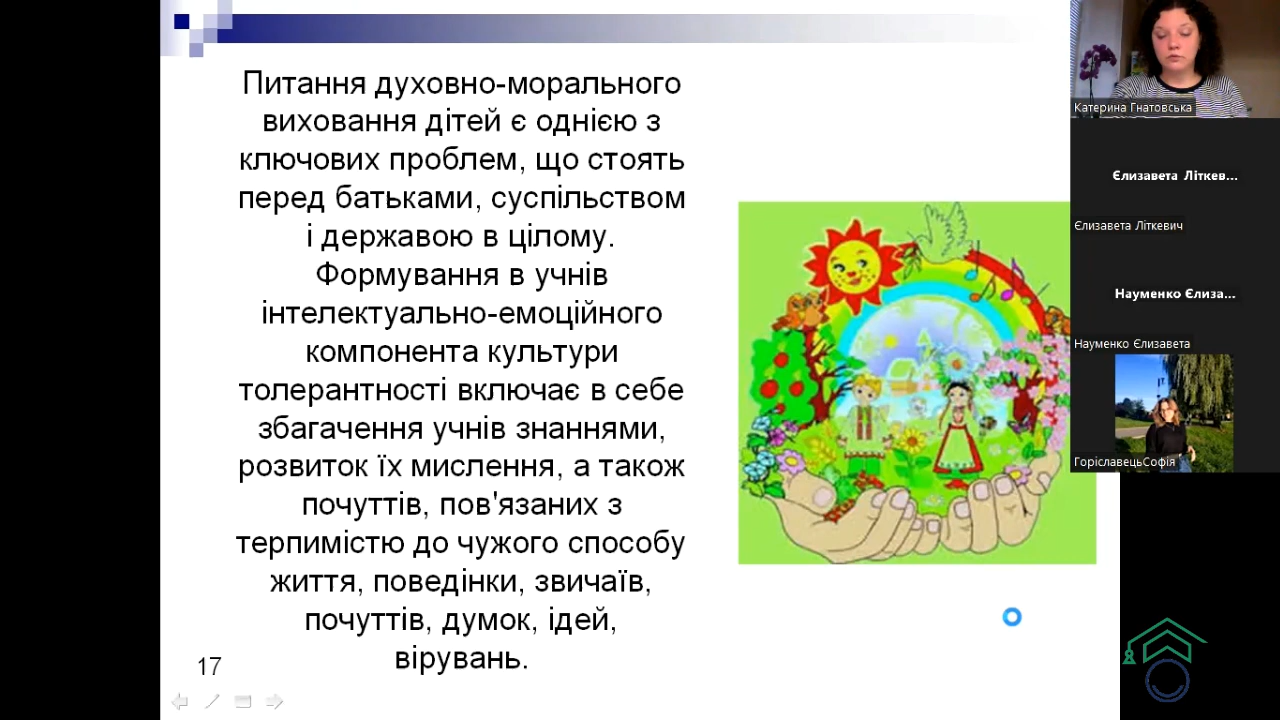 Питання духовно-морального
виховання дітей є однією з
ключових проблем, що стоять
перед батьками, суспільством
і державою в цілому.
Формування в учнів
інтелектуально-емоційного
компонента культури
толерантності включає в себе
збагачення учнів знаннями,
розвиток їх мислення, а також
почуттів, пов'язаних з
терпимістю до чужого способу
життя, поведінки, звичаїв,
почуттів, думок, ідей,
вірувань.
17
Катерина Гнатовська
Єлизавета Літкев...
Єлизавета Літкевич
Науменко Єлиза...
Науменко Єлизавета
ГоріславецьСофія